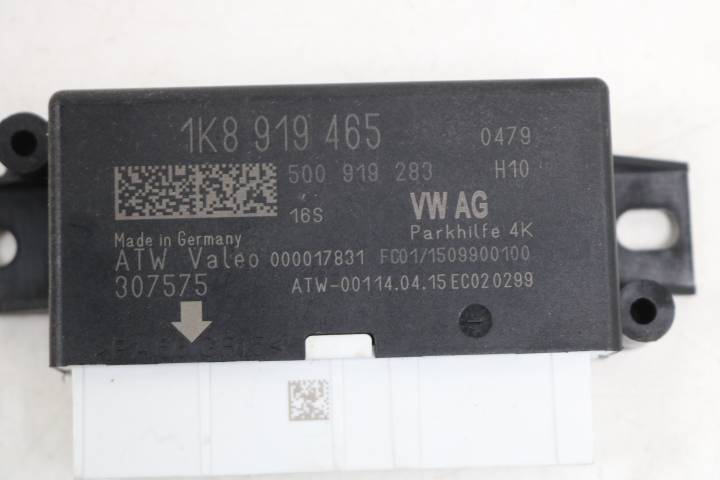 1K8 919 465 0479
5Q0 919 283 H10
16S VW AG
Parkhilfe 4K
Made in Germany
ATW Valeo 000017831 FC01/1509900100
307575 ATW-00114.04.15EC020299